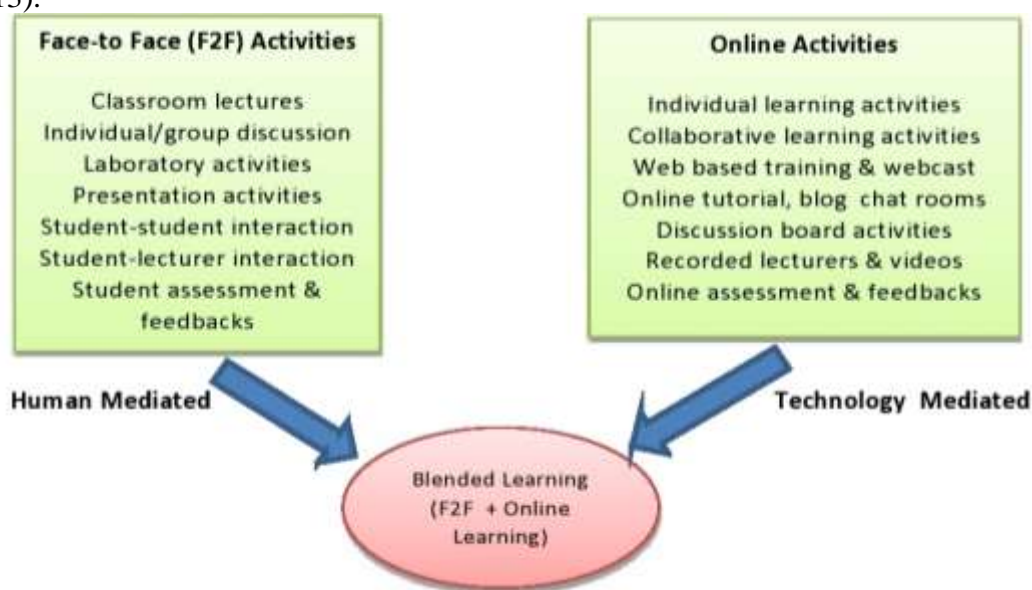 15).
Face-to Face (F2F) Activities
Classroom lectures
Individual/group discussion
Laboratory activities
Presentation activities
Student-student interaction
Student-lecturer interaction
Student assessment &
feedbacks
Online Activities
Individual learning activities
Collaborative learning activities
Web based training & webcast
Online tutorial, blog chat rooms
Discussion board activities
Recorded lecturers & videos
Online assessment & feedbacks
Human Mediated
Technology Mediated
Blended Learning
(F2F + Online
Learning)